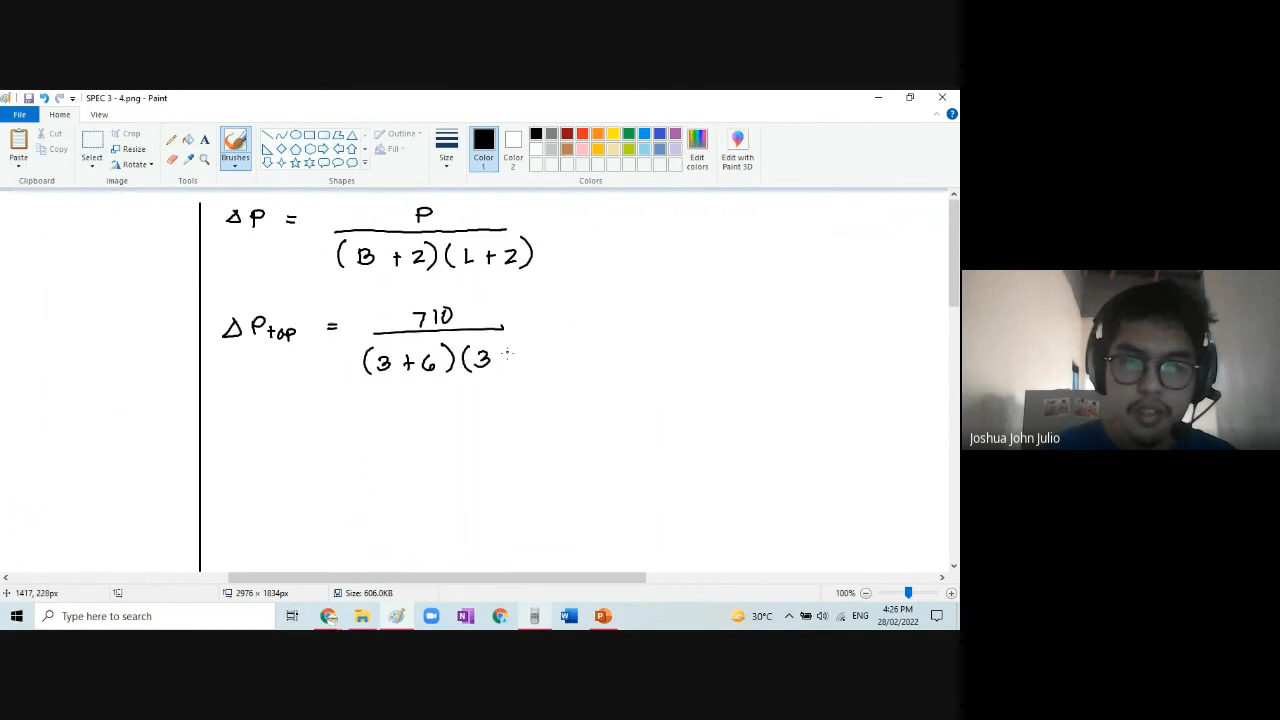 SPEC 3 - 4.png - Paint
File Home View
Paste
Cut
Copy
Clipboard
Select
Crop
Resize
Rotate
Image
Tools
Brushes
Shapes
Outline
Fill
Size
Color 1
Color 2
Edit colors
Edit with Paint 3D
Colors
Δ P = P
( B + 2)( L + 2)
Δ Ptop = 710
(3 + 6)(3
Joshua John Julio
1417, 228px
2976 × 1834px
Size: 606.0KB
100%
Type here to search
30°C
ENG
4:26 PM
28/02/2022